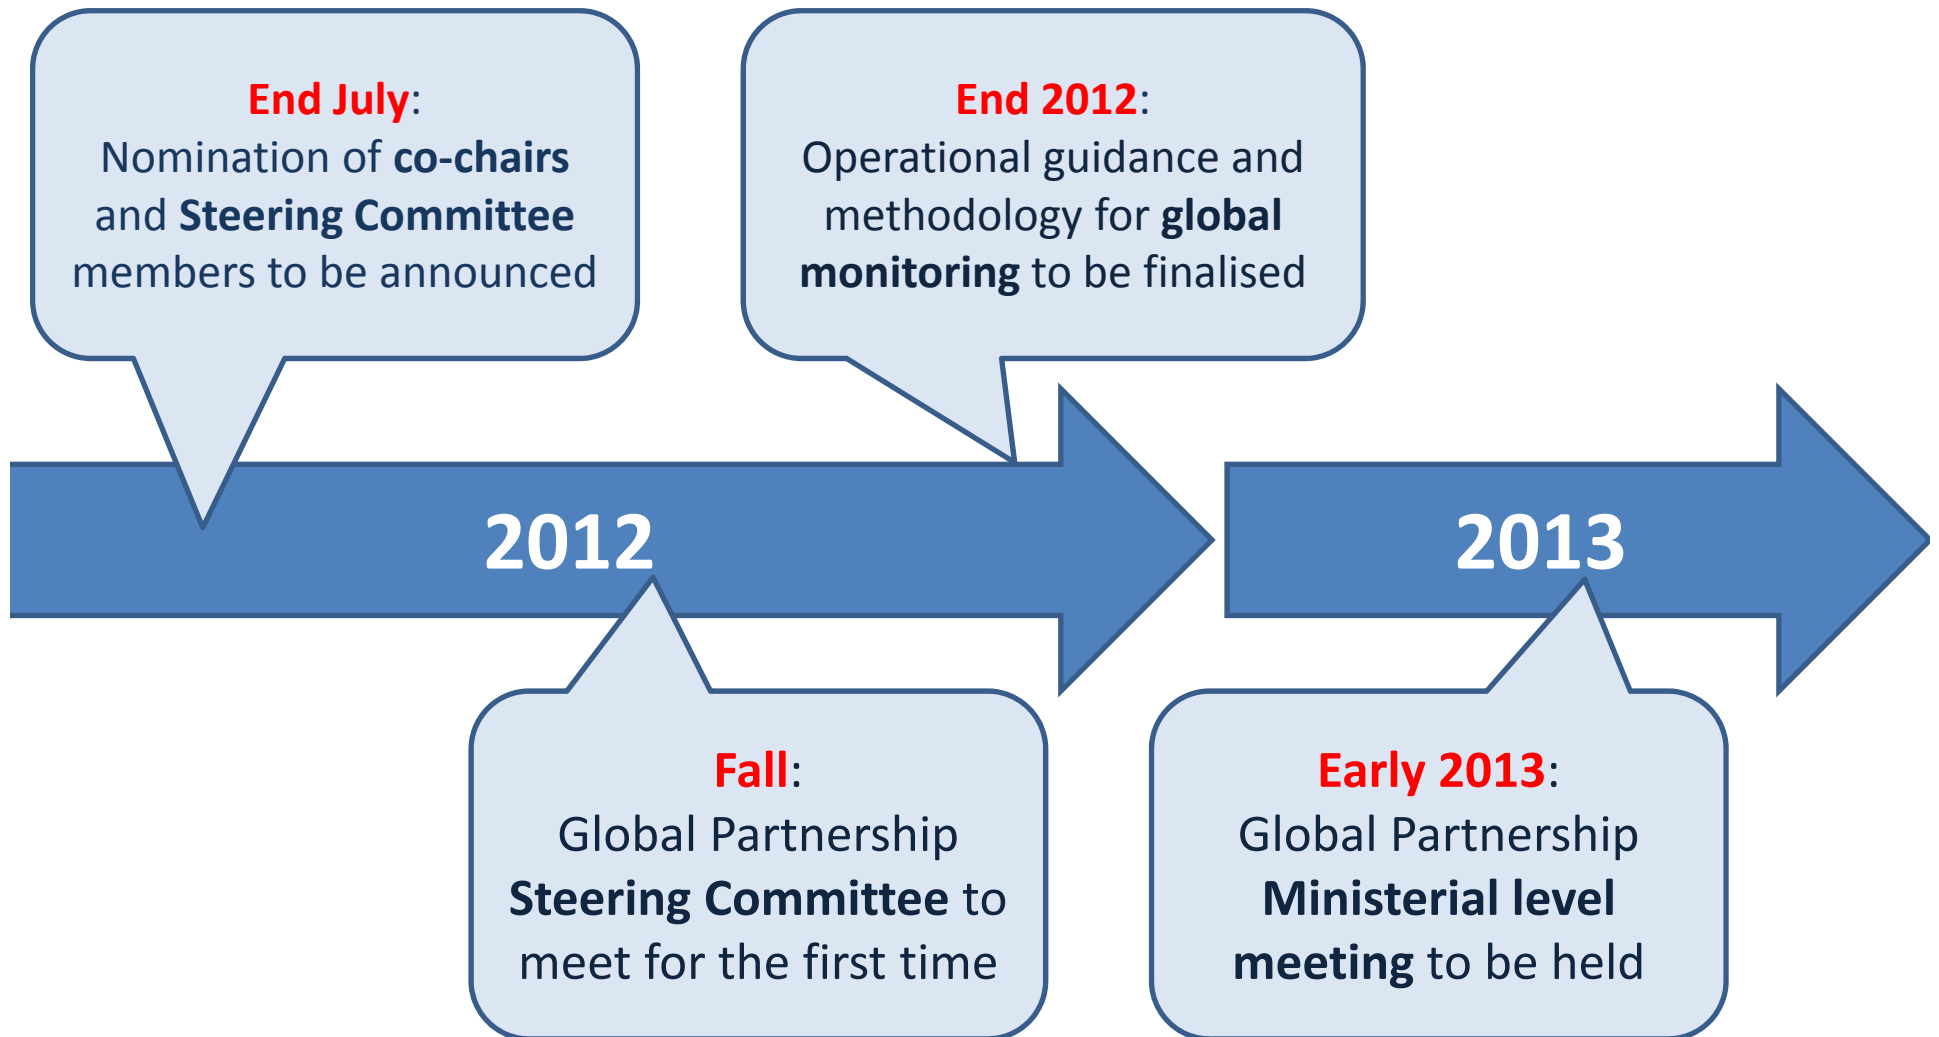 End July:
Nomination of co-chairs
and Steering Committee
members to be announced
End 2012:
Operational guidance and
methodology for global
monitoring to be finalised
2012
2013
Fall:
Global Partnership
Steering Committee to
meet for the first time
Early 2013:
Global Partnership
Ministerial level
meeting to be held